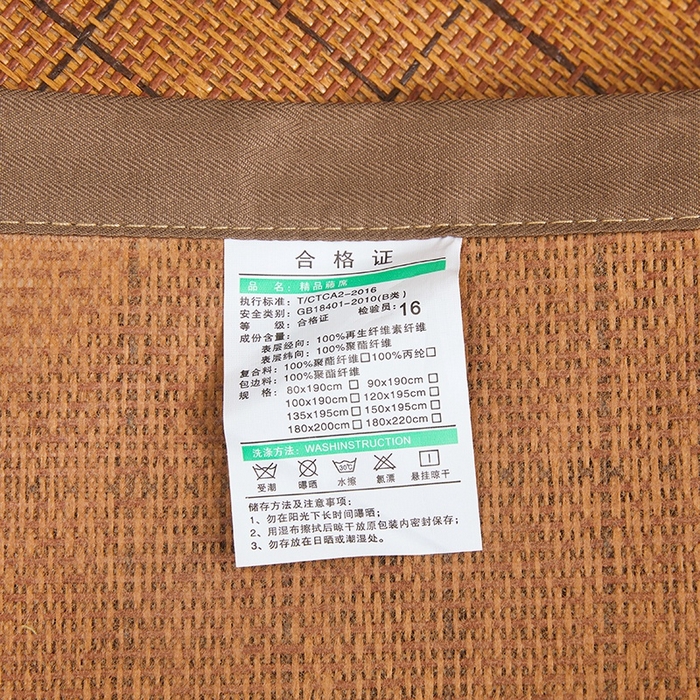 合格证
品 名：精品藤席
执行标准：T/CTCA2-2016
安全类别：GB18401-2010(B类)
等 级：合格证 检验员：16
成份含量：
表层经向：100%再生纤维素纤维
表层纬向：100%聚酯纤维
复合料：100%聚酯纤维□100%丙纶□
包边料：100%聚酯纤维
规 格：80x190cm□ 90x190cm□
100x190cm□ 120x195cm□
135x195cm□ 150x195cm□
180x200cm□ 180x220cm□
洗涤方法：WASHINSTRUCTION
30℃
受潮 曝晒 水擦 氯漂 悬挂晾干
储存方法及注意事项：
1、勿在阳光下长时间曝晒；
2、用湿布擦拭后晾干放原包装内密封保存；
3、勿存放在日晒或潮湿处。